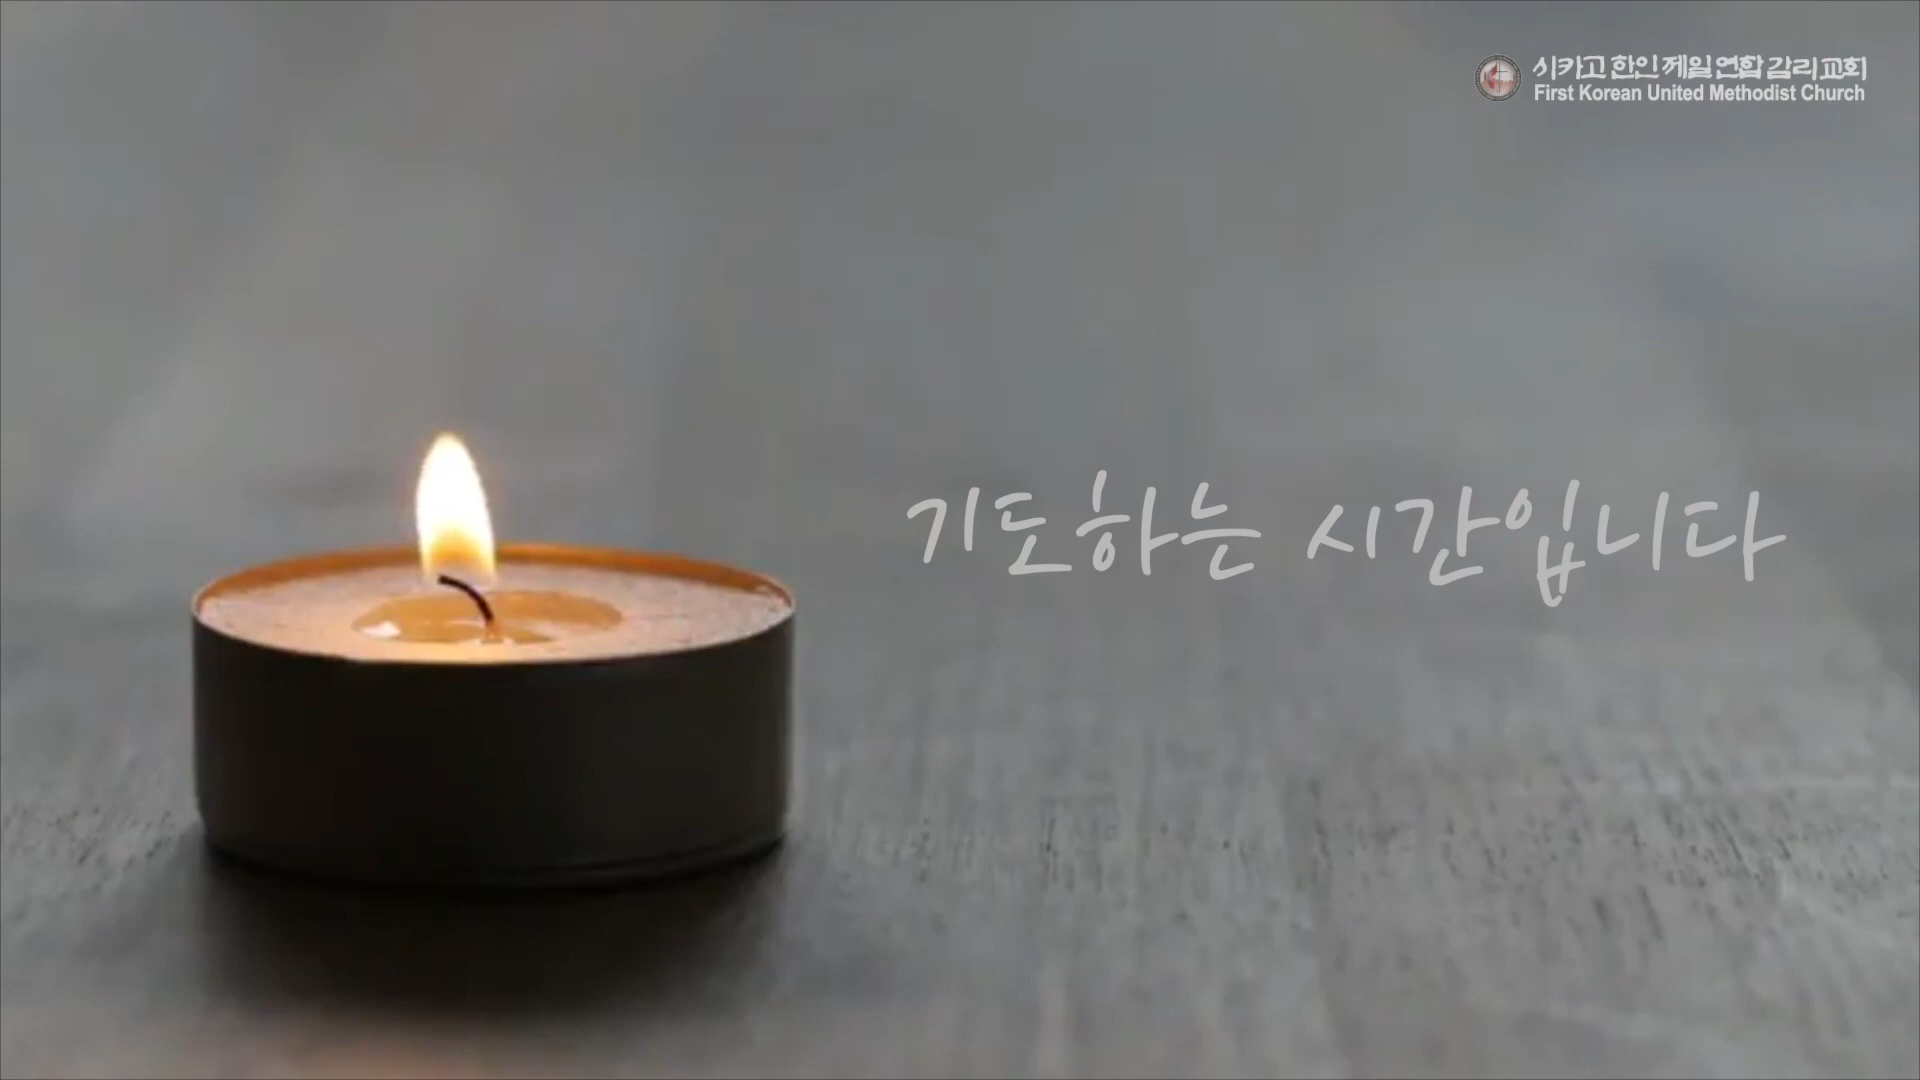 시카고 한인 제일 연합 감리 교회
First Korean United Methodist Church
기도하는 시간입니다